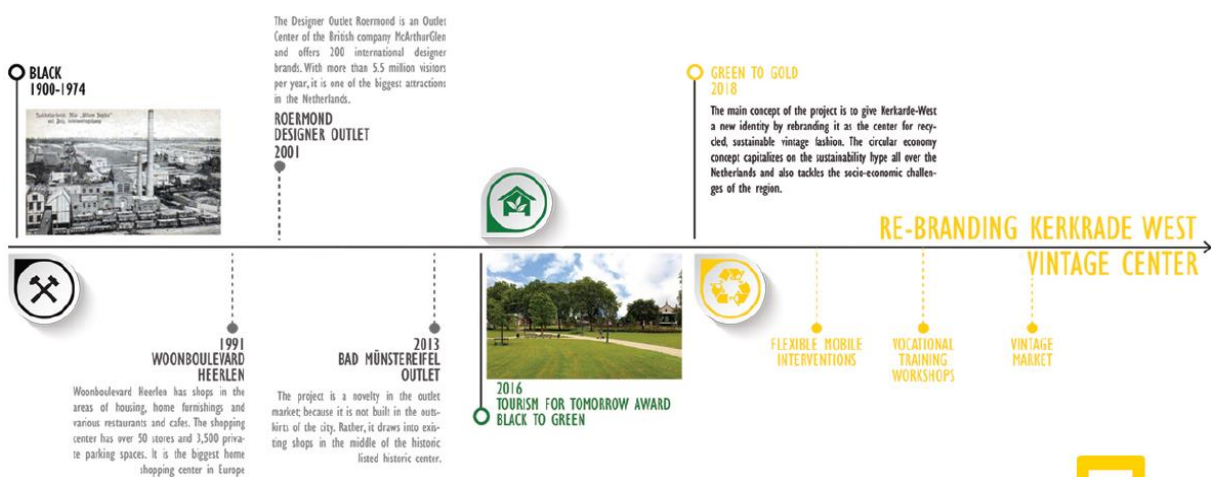 The Designer Outlet Roermond is an Outlet
Center of the British company McArthurGlen
and offers 200 international designer
brands. With more than 5.5 million visitors
per year, it is one of the biggest attractions
in the Netherlands.
ROERMOND
DESIGNER OUTLET
2001
BLACK
1900-1974
GREEN TO GOLD
2018
The main concept of the project is to give Kerkarde-West
a new identity by rebranding it as the center for recy-
cled, sustainable vintage fashion. The circular economy
concept capitalizes on the sustainability hype all over the
Netherlands and also tackles the socio-economic challen-
ges of the region.
RE-BRANDING KERKRADE WEST
VINTAGE CENTER
1991
WOONBOULEVARD
HEERLEN
Woonboulevard Heerlen has shops in the
areas of housing, home furnishings and
various restaurants and cafes. The shopping
center has over 50 stores and 3,500 priva-
te parking spaces. It is the biggest home
shopping center in Europe
2013
BAD MÜNSTEREIFEL
OUTLET
The project is a novelty in the outlet
market; because it is not built in the outs-
kirts of the city. Rather, it draws into exis-
ting shops in the middle of the historic
listed historic center.
2016
TOURISM FOR TOMORROW AWARD
BLACK TO GREEN
FLEXIBLE MOBILE
INTERVENTIONS
VOCATIONAL
TRAINING
WORKSHOPS
VINTAGE
MARKET